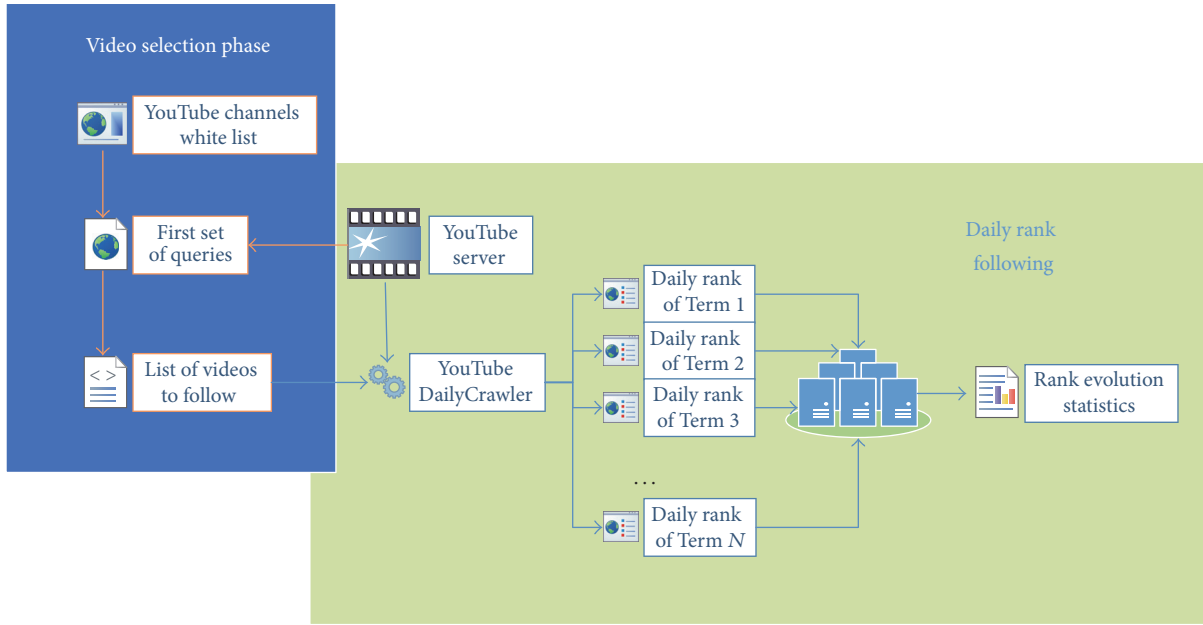 Video selection phase
YouTube channels
white list
First set
of queries
List of videos
to follow
< >
YouTube
server
YouTube
DailyCrawler
Daily rank
of Term 1
Daily rank
of Term 2
Daily rank
of Term 3
...
Daily rank
of Term N
Daily rank
following
Rank evolution
statistics